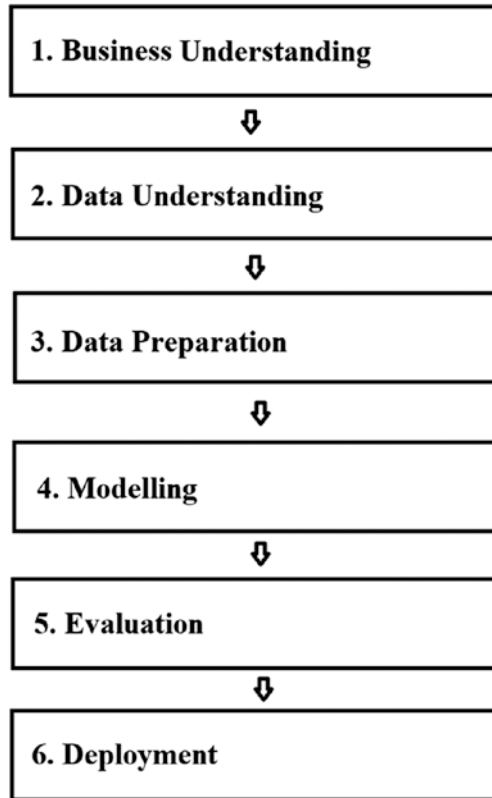 1. Business Understanding
2. Data Understanding
3. Data Preparation
4. Modelling
5. Evaluation
6. Deployment